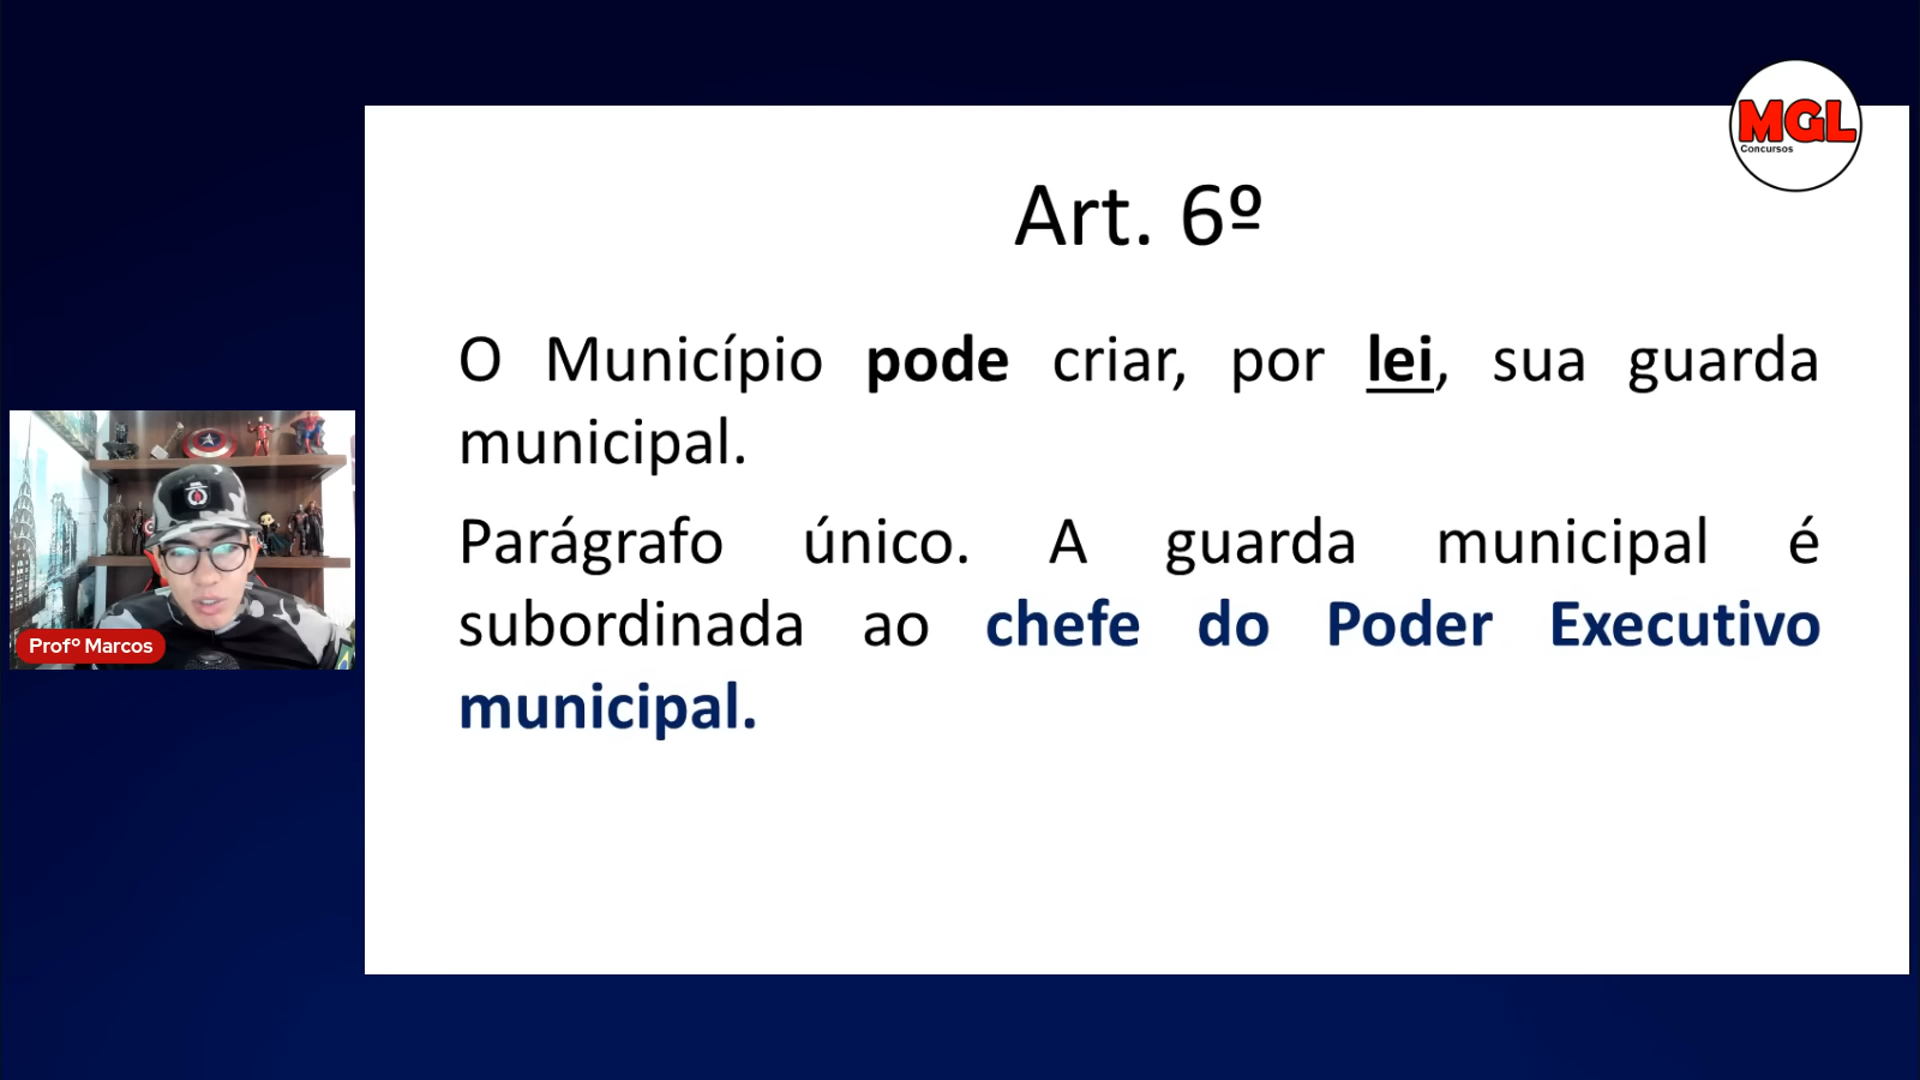 MGL
Concursos
Art. 6º
O Município pode criar, por lei, sua guarda
municipal.
Parágrafo único. A guarda municipal é
subordinada ao chefe do Poder Executivo
municipal.
Profº Marcos